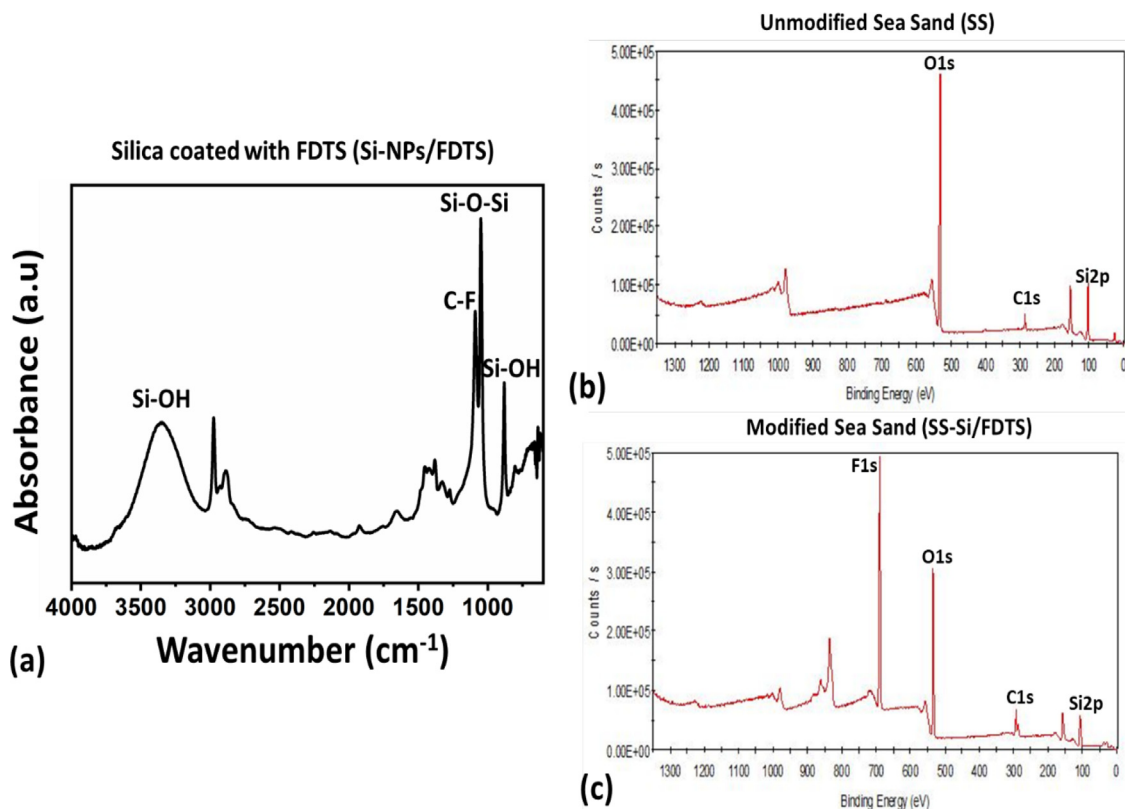 Silica coated with FDTS (Si-NPs/FDTS)
Absorbance (a.u)
Si-O-Si
C-F
Si-OH
Si-OH
4000 3500 3000 2500 2000 1500 1000
Wavenumber (cm-1)
(a)
Unmodified Sea Sand (SS)
5.00E+05
4.00E+05
3.00E+05
2.00E+05
1.00E+05
0.00E+00
Counts / s
O1s
C1s
Si2p
1300 1200 1100 1000 900 800 700 600 500 400 300 200 100 0
Binding Energy (eV)
(b)
Modified Sea Sand (SS-Si/FDTS)
5.00E+05
4.00E+05
3.00E+05
2.00E+05
1.00E+05
0.00E+00
Counts / s
F1s
O1s
C1s
Si2p
1300 1200 1100 1000 900 800 700 600 500 400 300 200 100 0
Binding Energy (eV)
(c)